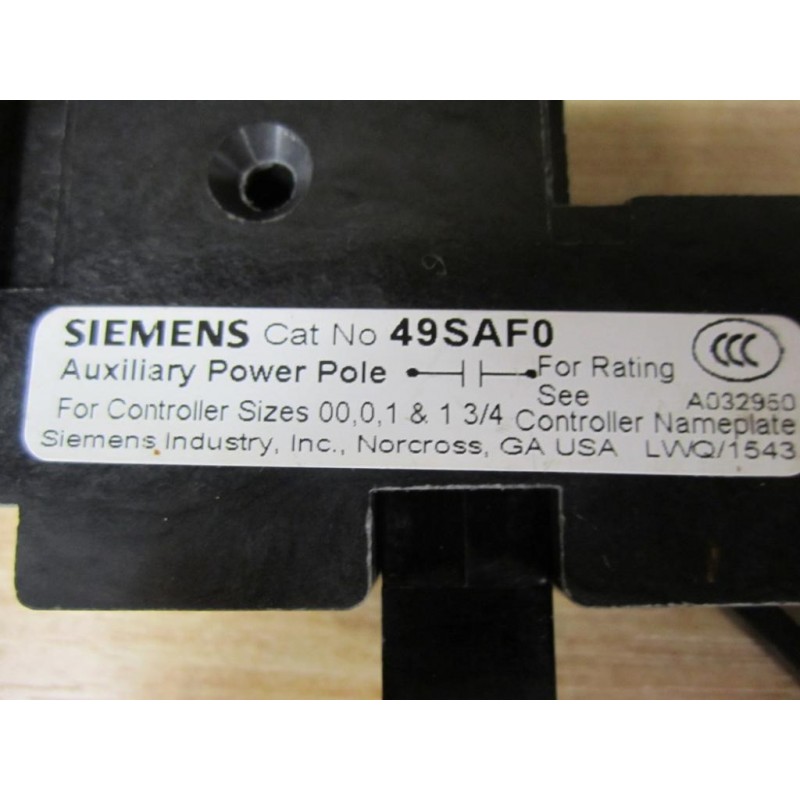 SIEMENS Cat No 49SAF0
Auxiliary Power Pole For Rating
See
A032950
For Controller Sizes 00,0,1 & 1 3/4 Controller Nameplate
Siemens Industry, Inc., Norcross, GA USA LWQ/1543
CCC